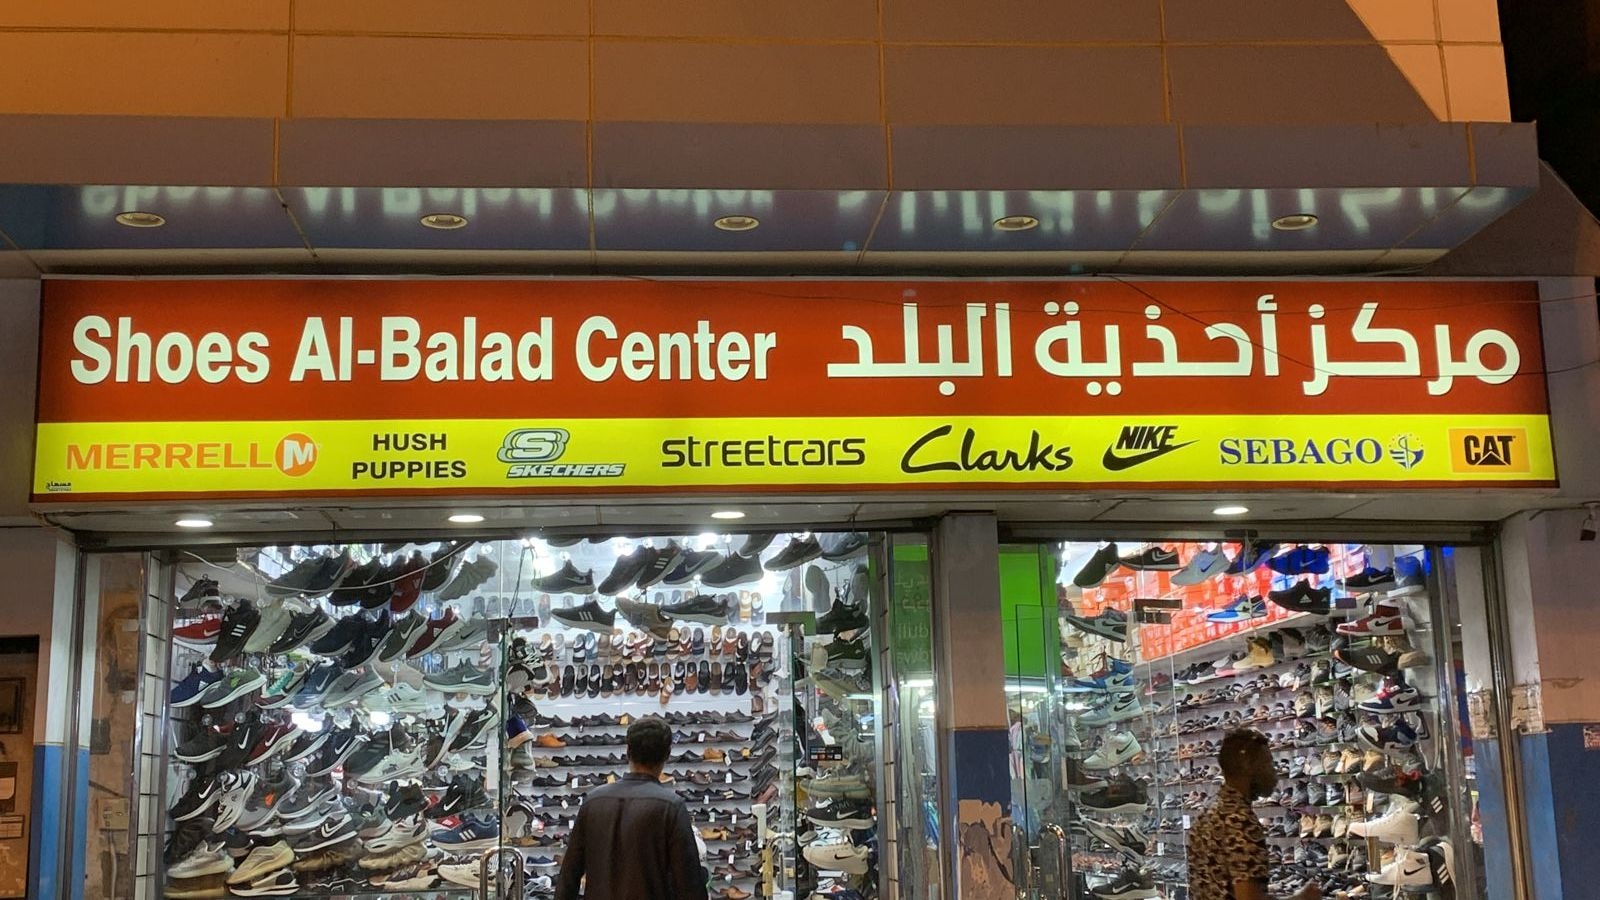 Shoes Al-Balad Center مركز أحذية البلد
MERRELL M
HUSH
PUPPIES
S
SKECHERS
streetcars
Clarks
NIKE
SEBAGO
CAT